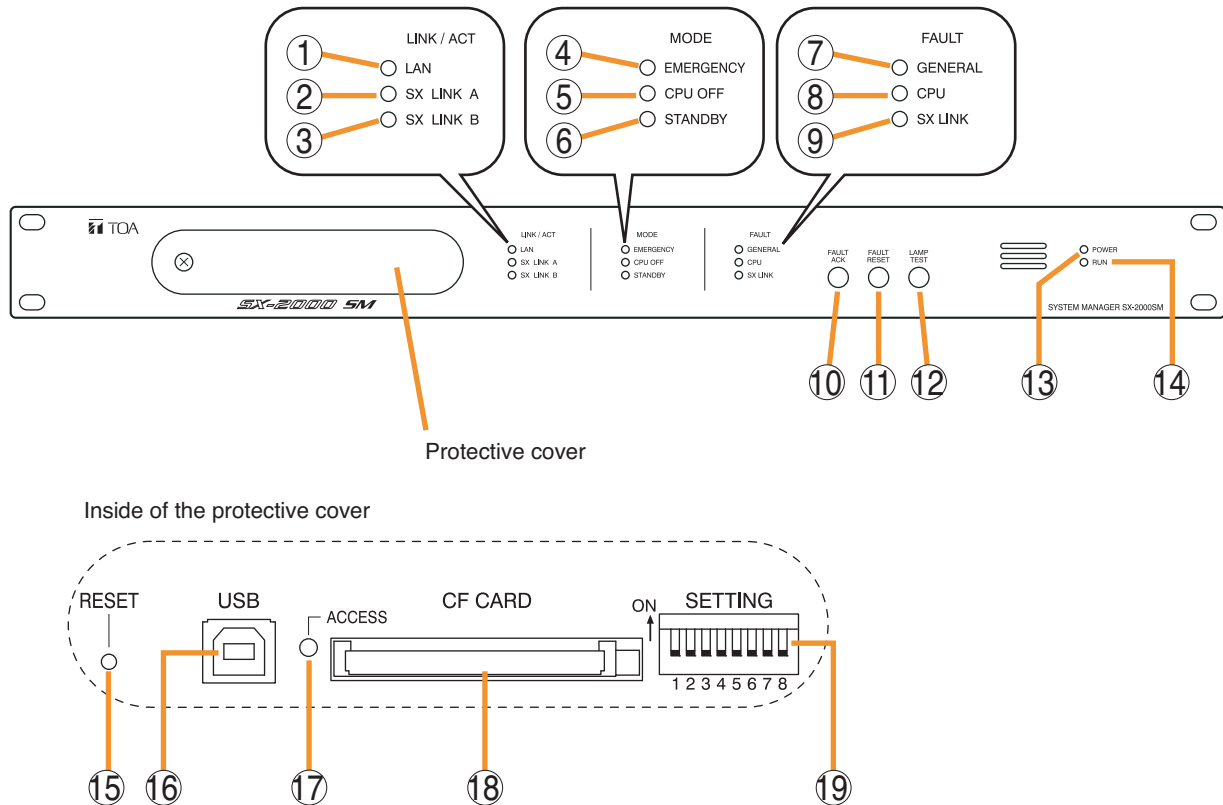 LINK / ACT
① LAN
② SX LINK A
③ SX LINK B
MODE
④ EMERGENCY
⑤ CPU OFF
⑥ STANDBY
FAULT
⑦ GENERAL
⑧ CPU
⑨ SX LINK
TOA
SX-2000 SM
LINK / ACT
LAN
SX LINK A
SX LINK B
MODE
EMERGENCY
CPU OFF
STANDBY
FAULT
GENERAL
CPU
SX LINK
FAULT
ACK
FAULT
RESET
LAMP
TEST
POWER
RUN
SYSTEM MANAGER SX-2000SM
⑩ ⑪ ⑫ ⑬ ⑭
Protective cover
Inside of the protective cover
RESET
USB
ACCESS
CF CARD
ON
SETTING
1 2 3 4 5 6 7 8
⑮ ⑯ ⑰ ⑱ ⑲